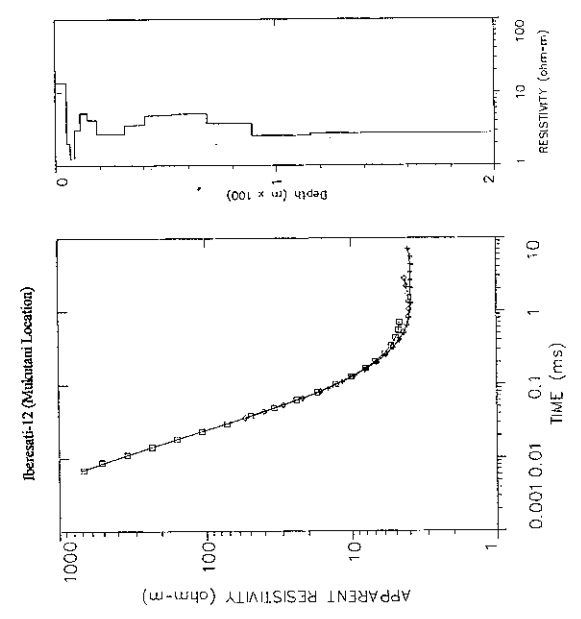 Iberesati-12 (Mukutani Location)
1000
100
10
1
APPARENT RESISTIVITY (ohm-m)
0.001 0.01 0.1 1 10
TIME (ms)
0
1
2
Depth (m x 100)
1 10 100
RESISTIVITY (ohm-m)